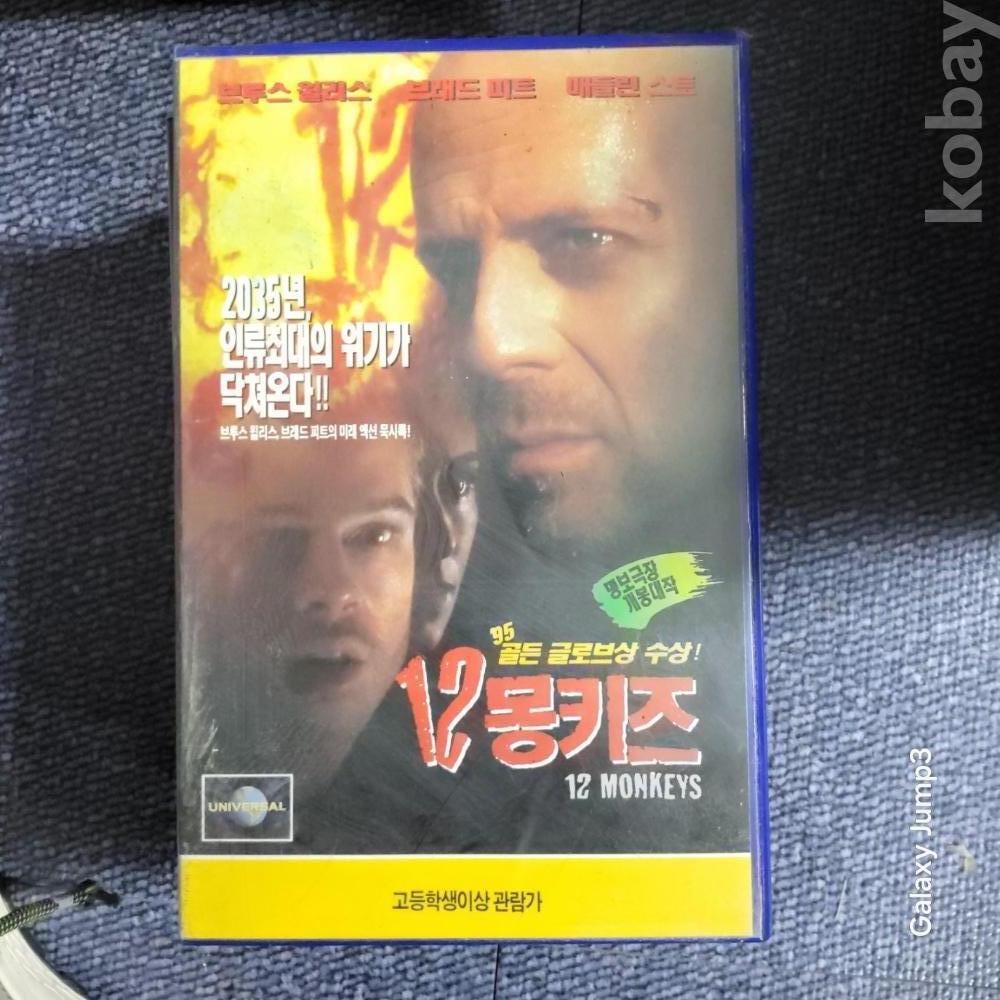 브루스 윌리스 브래드 피트 매들린 스토
2035년,
인류최대의 위기가
닥쳐온다!!
브루스 윌리스, 브래드 피트의 미래 액션 묵시록!
명보극장
개봉대작
'95
골든 글로브상 수상!
12 몽키즈
12 MONKEYS
UNIVERSAL
고등학생이상 관람가
kobay
Galaxy Jump3